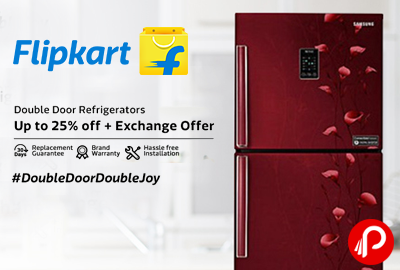 Flipkart
SAMSUNG
Double Door Refrigerators
Up to 25% off + Exchange Offer
30+
Days
Replacement
Guarantee
Brand
Warranty
Hassle free
Installation
#DoubleDoorDoubleJoy